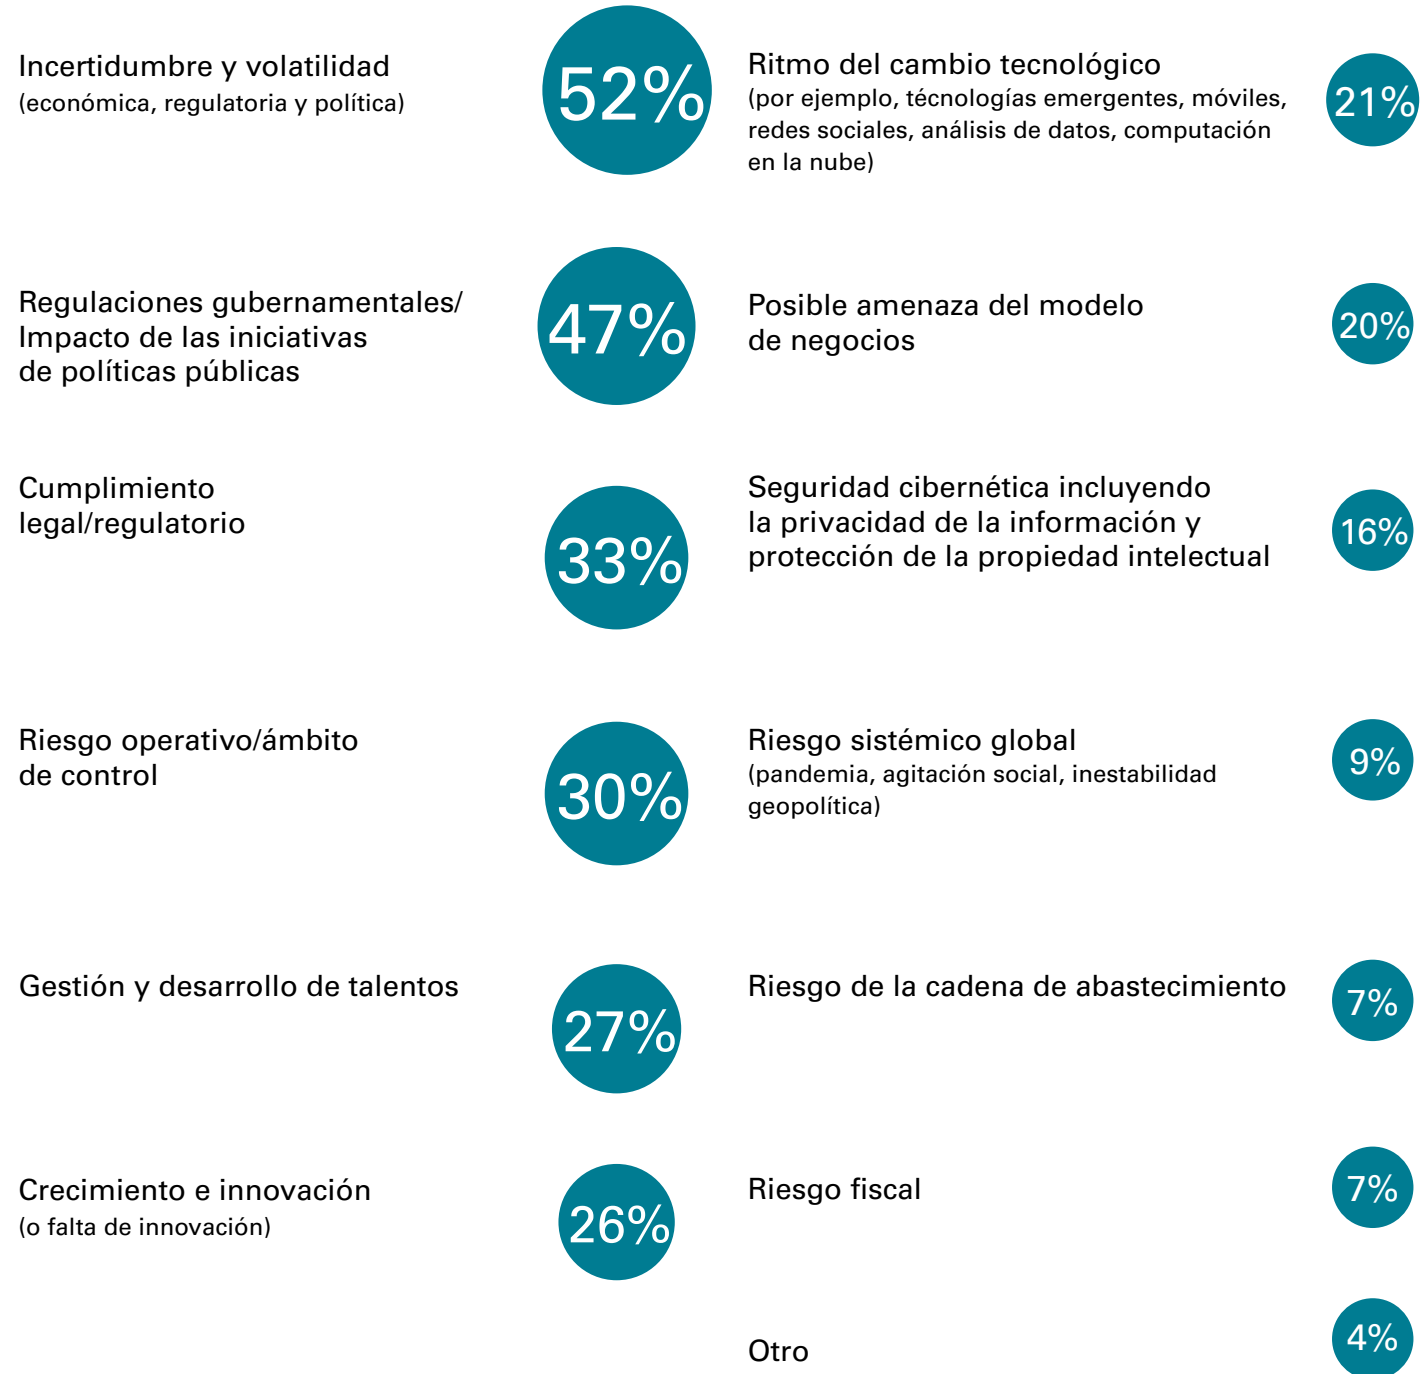 Incertidumbre y volatilidad
(económica, regulatoria y política)
52%
Regulaciones gubernamentales/
Impacto de las iniciativas
de políticas públicas
47%
Cumplimiento
legal/regulatorio
33%
Riesgo operativo/ámbito
de control
30%
Gestión y desarrollo de talentos
27%
Crecimiento e innovación
(o falta de innovación)
26%
Ritmo del cambio tecnológico
(por ejemplo, técnologías emergentes, móviles,
redes sociales, análisis de datos, computación
en la nube)
21%
Posible amenaza del modelo
de negocios
20%
Seguridad cibernética incluyendo
la privacidad de la información y
protección de la propiedad intelectual
16%
Riesgo sistémico global
(pandemia, agitación social, inestabilidad
geopolítica)
9%
Riesgo de la cadena de abastecimiento
7%
Riesgo fiscal
7%
Otro
4%